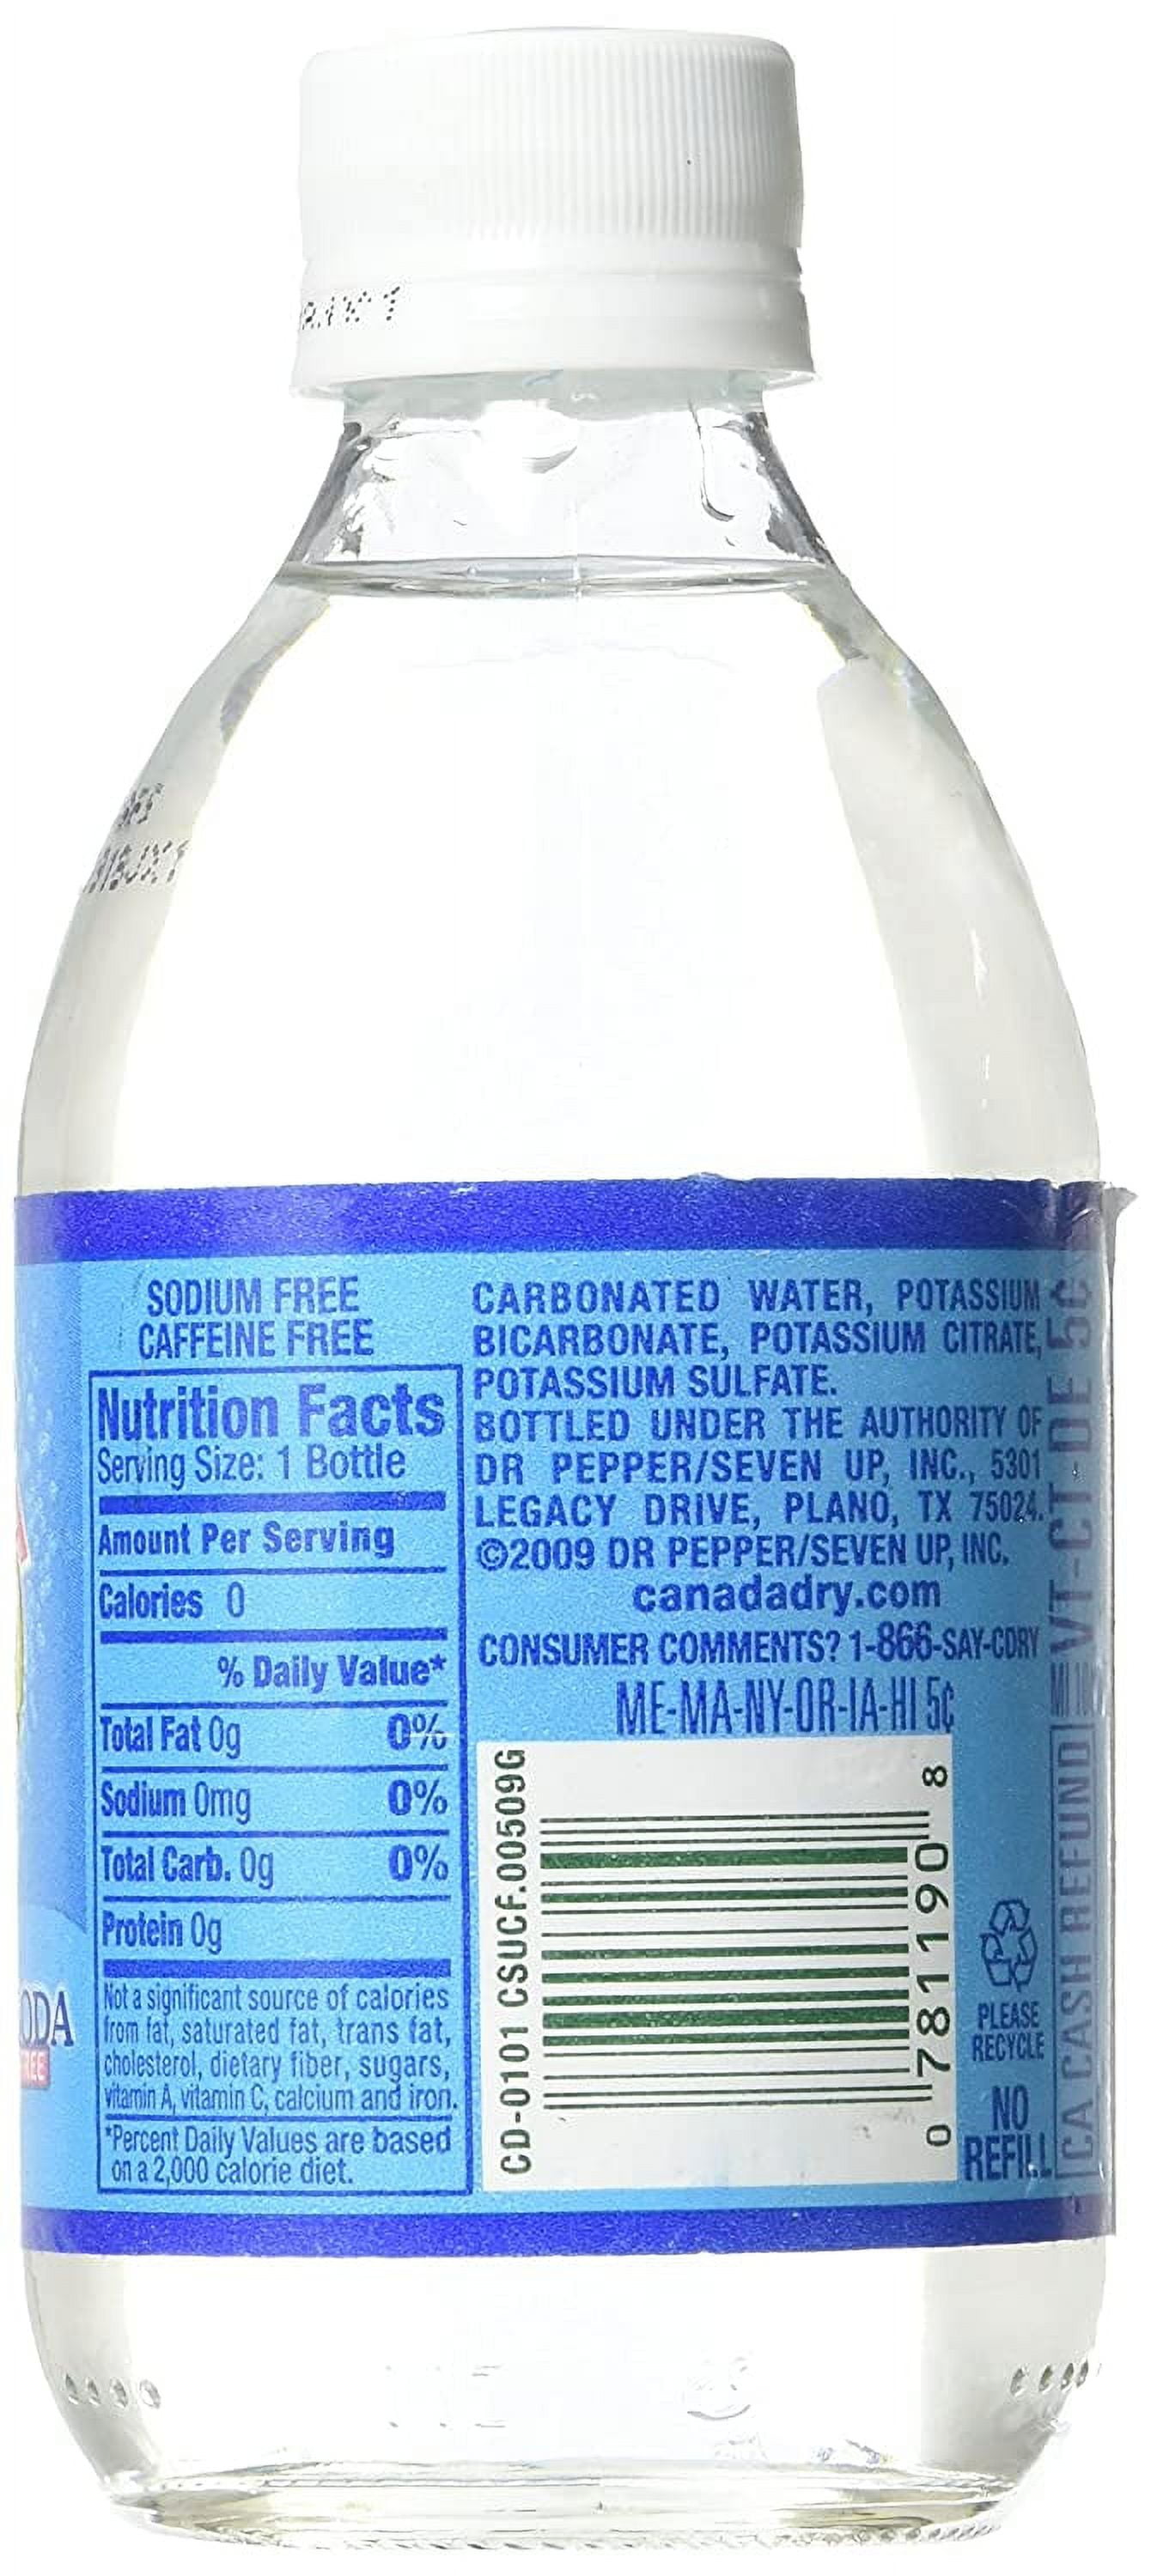 SODIUM FREE
CAFFEINE FREE
Nutrition Facts
Serving Size: 1 Bottle
Amount Per Serving
Calories 0
% Daily Value*
Total Fat 0g 0%
Sodium 0mg 0%
Total Carb. 0g 0%
Protein 0g
Not a significant source of calories
from fat, saturated fat, trans fat,
cholesterol, dietary fiber, sugars,
vitamin A, vitamin C, calcium and iron.
*Percent Daily Values are based
on a 2,000 calorie diet.
CARBONATED WATER, POTASSIUM
BICARBONATE, POTASSIUM CITRATE,
POTASSIUM SULFATE.
BOTTLED UNDER THE AUTHORITY OF
DR PEPPER/SEVEN UP, INC., 5301
LEGACY DRIVE, PLANO, TX 75024.
©2009 DR PEPPER/SEVEN UP, INC.
canadadry.com
CONSUMER COMMENTS? 1-866-SAY-CDRY
ME-MA-NY-OR-IA-HI 5¢
CD-0101 CSUCF.00509G
0 781190 8
PLEASE
RECYCLE
NO
REFILL
CA CASH REFUND
VT-CT-DE 5¢
ODA